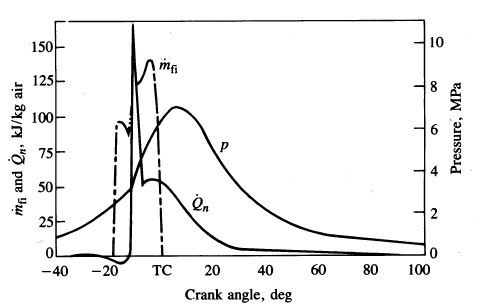 150
125
100
75
50
25
0
ṁfi and Q̇n, kJ/kg air
ṁfi
p
Q̇n
10
8
6
4
2
0
Pressure, MPa
−40 −20 TC 20 40 60 80 100
Crank angle, deg